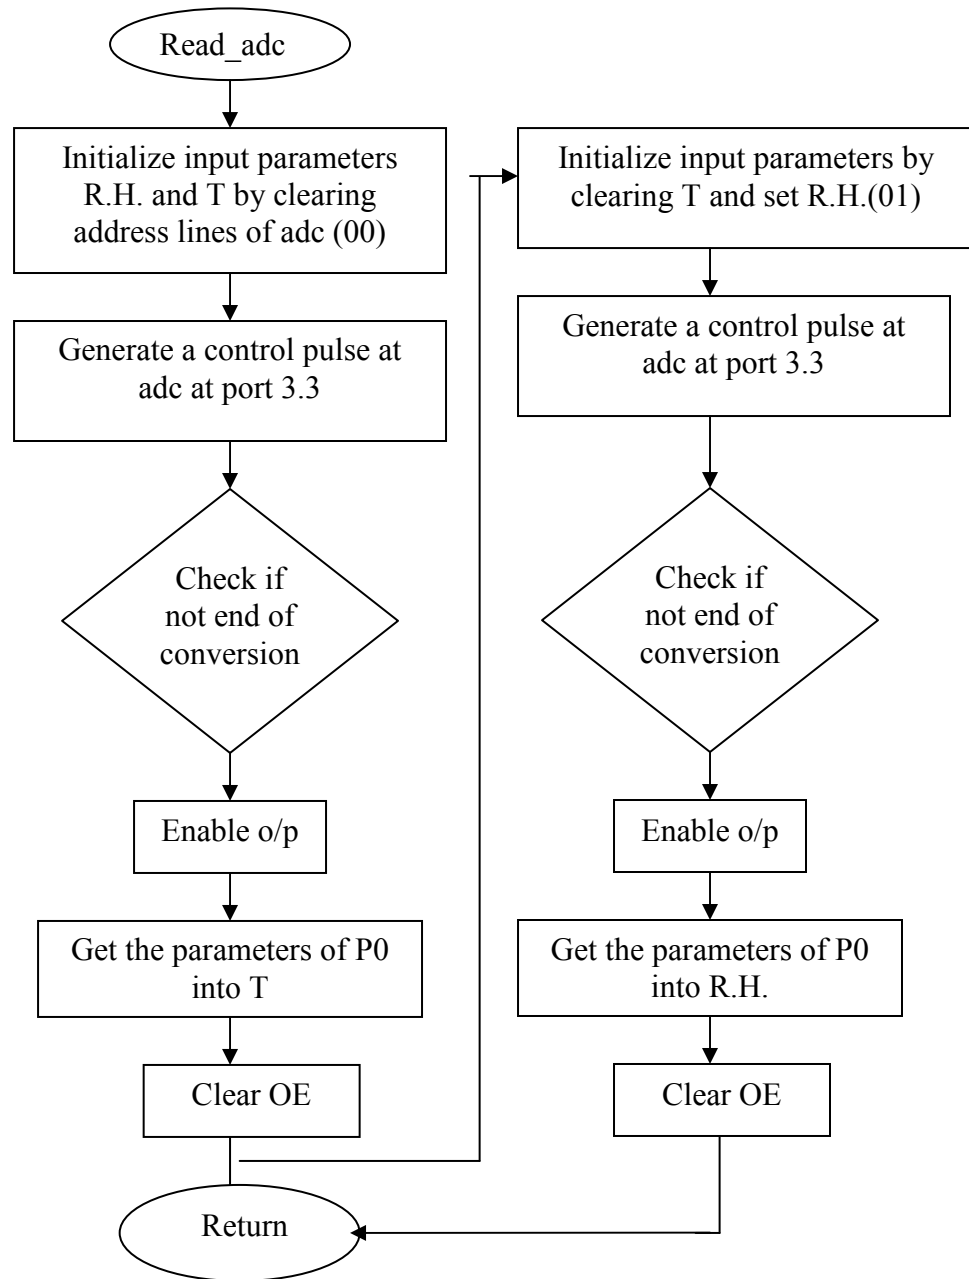 Read_adc
Initialize input parameters
R.H. and T by clearing
address lines of adc (00)
Generate a control pulse at
adc at port 3.3
Check if
not end of
conversion
Enable o/p
Get the parameters of P0
into T
Clear OE
Return
Initialize input parameters by
clearing T and set R.H.(01)
Generate a control pulse at
adc at port 3.3
Check if
not end of
conversion
Enable o/p
Get the parameters of P0
into R.H.
Clear OE